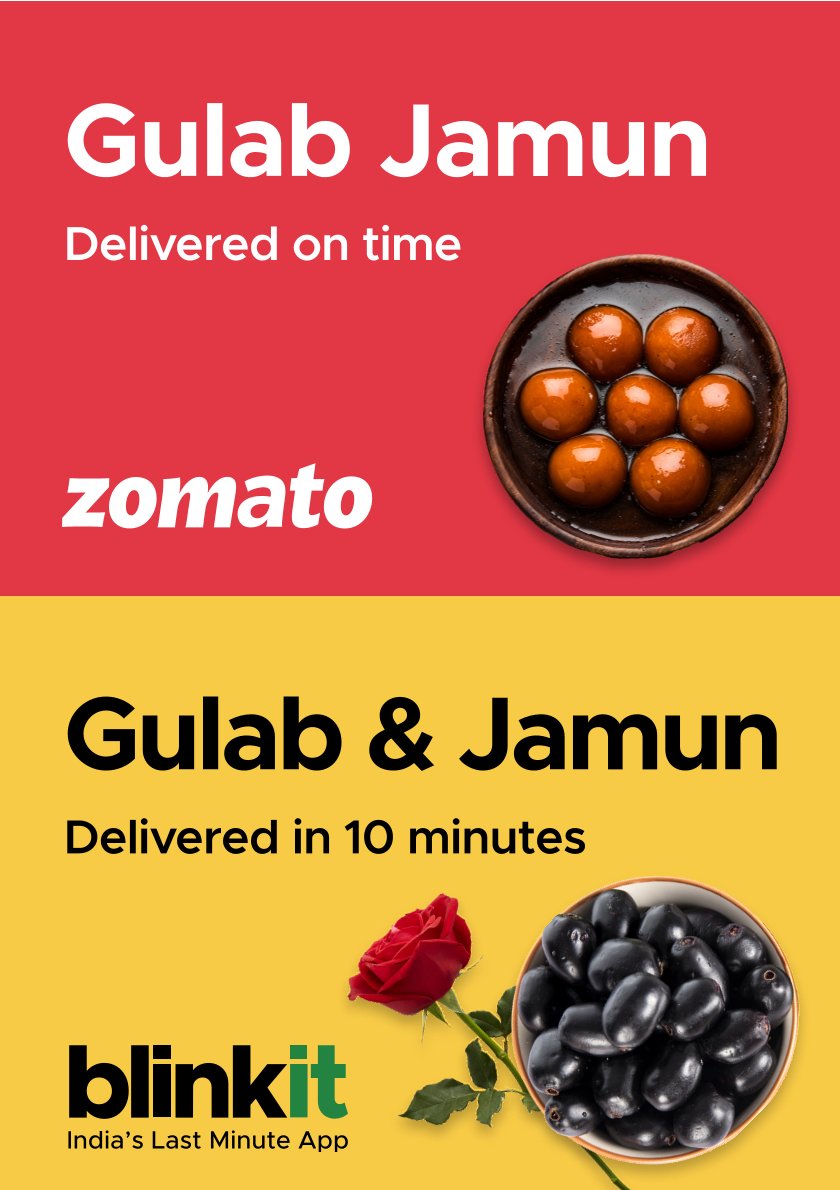 Gulab Jamun
Delivered on time
zomato
Gulab & Jamun
Delivered in 10 minutes
blinkit
India's Last Minute App